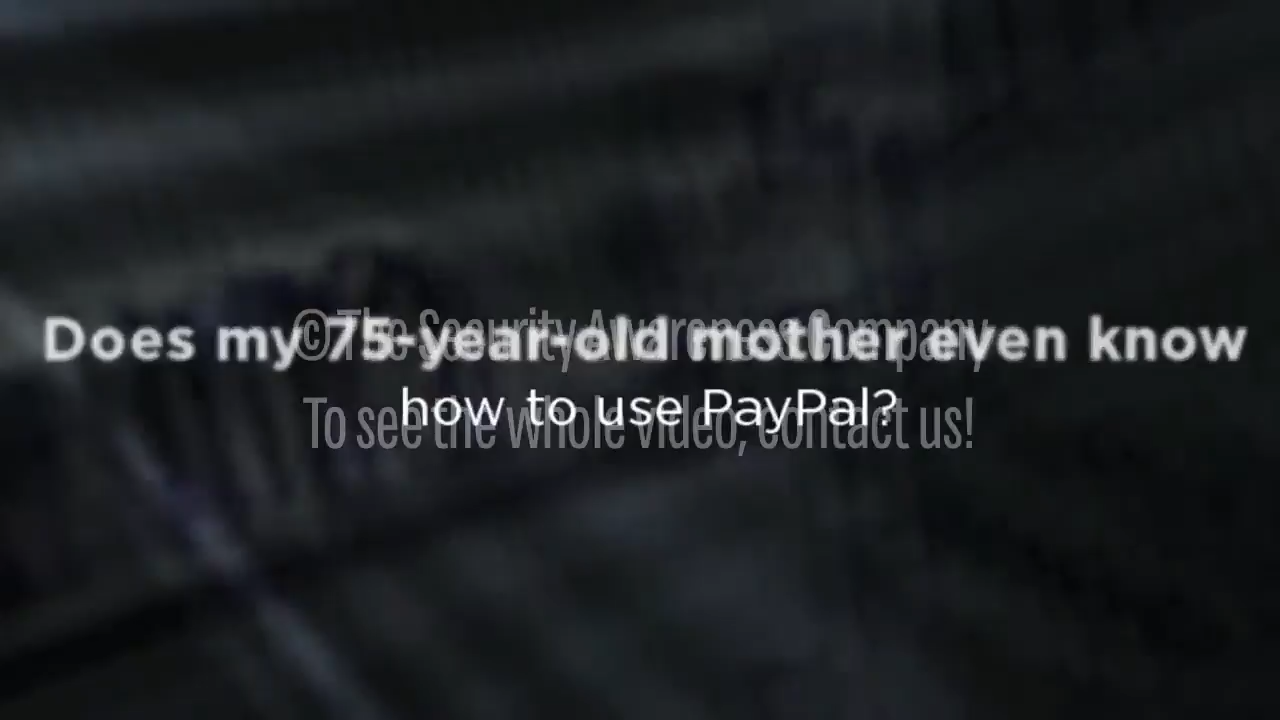 ©The Security Awareness Company
Does my 75-year-old mother even know
how to use PayPal?
To see the whole video, contact us!